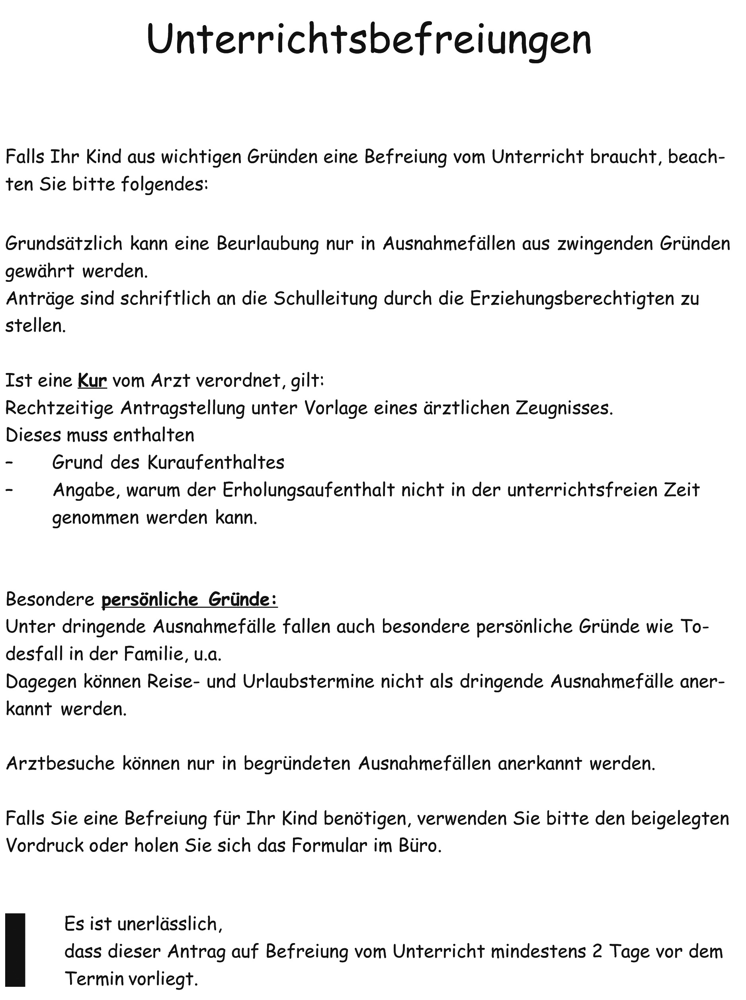 Unterrichtsbefreiungen
Falls Ihr Kind aus wichtigen Gründen eine Befreiung vom Unterricht braucht, beach-
ten Sie bitte folgendes:
Grundsätzlich kann eine Beurlaubung nur in Ausnahmefällen aus zwingenden Gründen
gewährt werden.
Anträge sind schriftlich an die Schulleitung durch die Erziehungsberechtigten zu
stellen.
Ist eine Kur vom Arzt verordnet, gilt:
Rechtzeitige Antragstellung unter Vorlage eines ärztlichen Zeugnisses.
Dieses muss enthalten
- Grund des Kuraufenthaltes
- Angabe, warum der Erholungsaufenthalt nicht in der unterrichtsfreien Zeit
genommen werden kann.
Besondere persönliche Gründe:
Unter dringende Ausnahmefälle fallen auch besondere persönliche Gründe wie To-
desfall in der Familie, u.a.
Dagegen können Reise- und Urlaubstermine nicht als dringende Ausnahmefälle aner-
kannt werden.
Arztbesuche können nur in begründeten Ausnahmefällen anerkannt werden.
Falls Sie eine Befreiung für Ihr Kind benötigen, verwenden Sie bitte den beigelegten
Vordruck oder holen Sie sich das Formular im Büro.
Es ist unerlässlich,
dass dieser Antrag auf Befreiung vom Unterricht mindestens 2 Tage vor dem
Termin vorliegt.